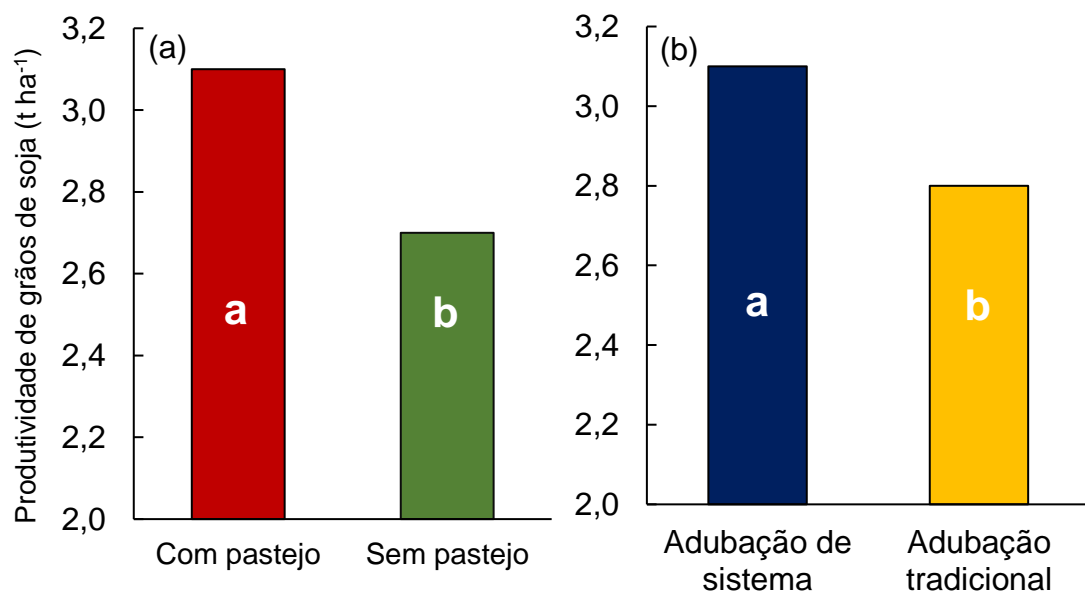 Produtividade de grãos de soja (t ha⁻¹)
(a)
3,2
3,0
2,8
2,6
2,4
2,2
2,0
a
b
Com pastejo
Sem pastejo
(b)
3,2
3,0
2,8
2,6
2,4
2,2
2,0
a
b
Adubação de
sistema
Adubação
tradicional